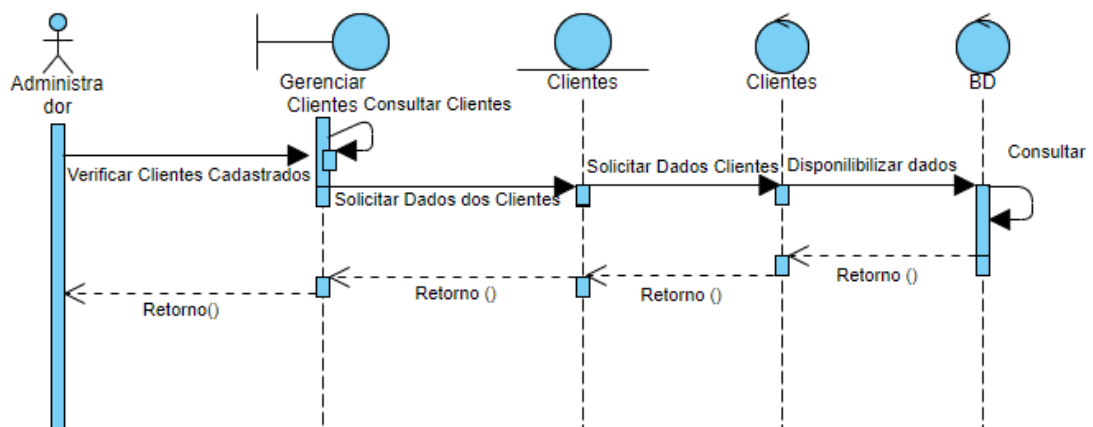 Administra
dor
Gerenciar
Clientes
Consultar Clientes
Clientes
Clientes
BD
Verificar Clientes Cadastrados
Solicitar Dados dos Clientes
Solicitar Dados Clientes
Disponilibilizar dados
Consultar
Retorno ()
Retorno ()
Retorno ()
Retorno()